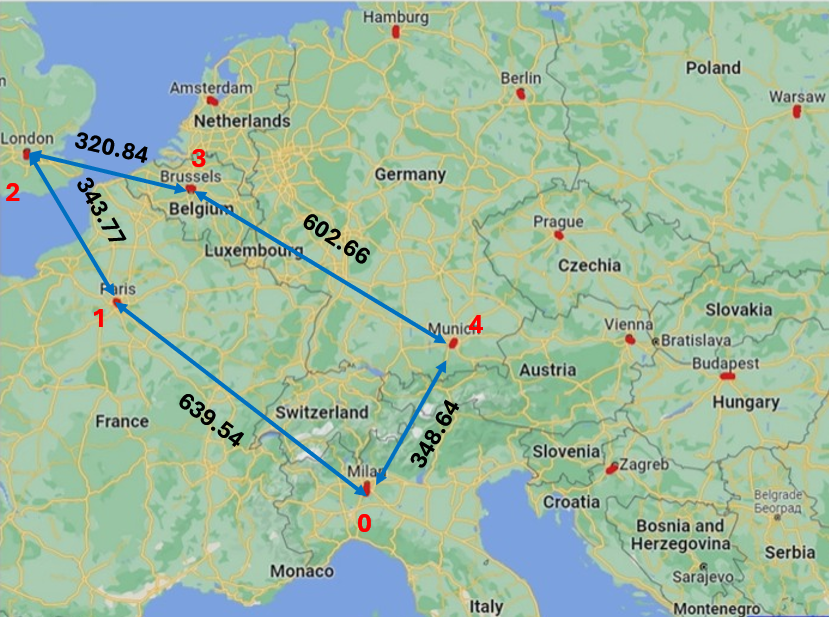 Hamburg
Berlin
Poland
Amsterdam
Warsaw
Netherlands
London
320.84
3
Brussels
Germany
2
343.77
Belgium
Prague
602.66
Luxembourg
Czechia
Paris
1
Slovakia
Munich
4
Vienna
Bratislava
Budapest
Austria
Hungary
639.54
Switzerland
France
348.64
Slovenia
Zagreb
Milan
Croatia
Belgrade
Београд
0
Bosnia and
Herzegovina
Serbia
Monaco
Sarajevo
Italy
Montenegro